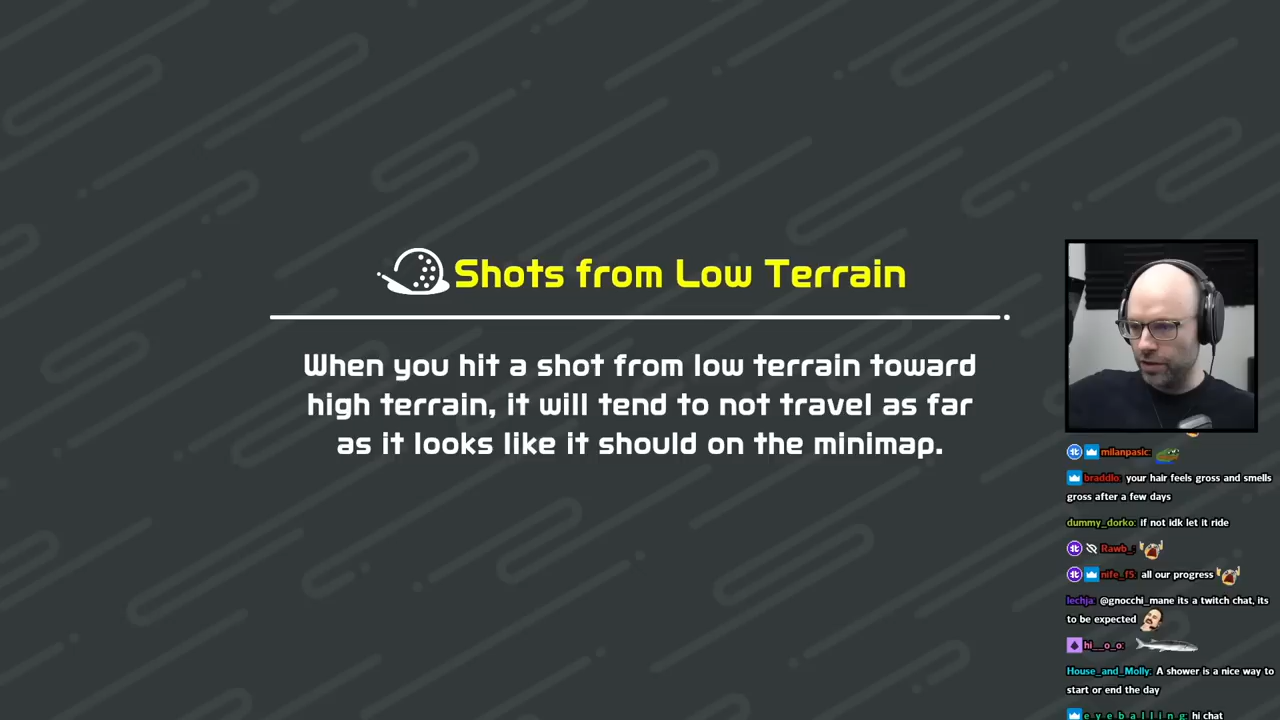 Shots from Low Terrain
When you hit a shot from low terrain toward
high terrain, it will tend to not travel as far
as it looks like it should on the minimap.
milanpasic:
braddlo: your hair feels gross and smells
gross after a few days
dummy_dorko: if not idk let it ride
Rawb_:
nife_f5: all our progress
lechja: @gnocchi_mane its a twitch chat, its
to be expected
hi__o_o:
House_and_Molly: A shower is a nice way to
start or end the day
e_y_e_b_a_l_l_i_n_g: hi chat